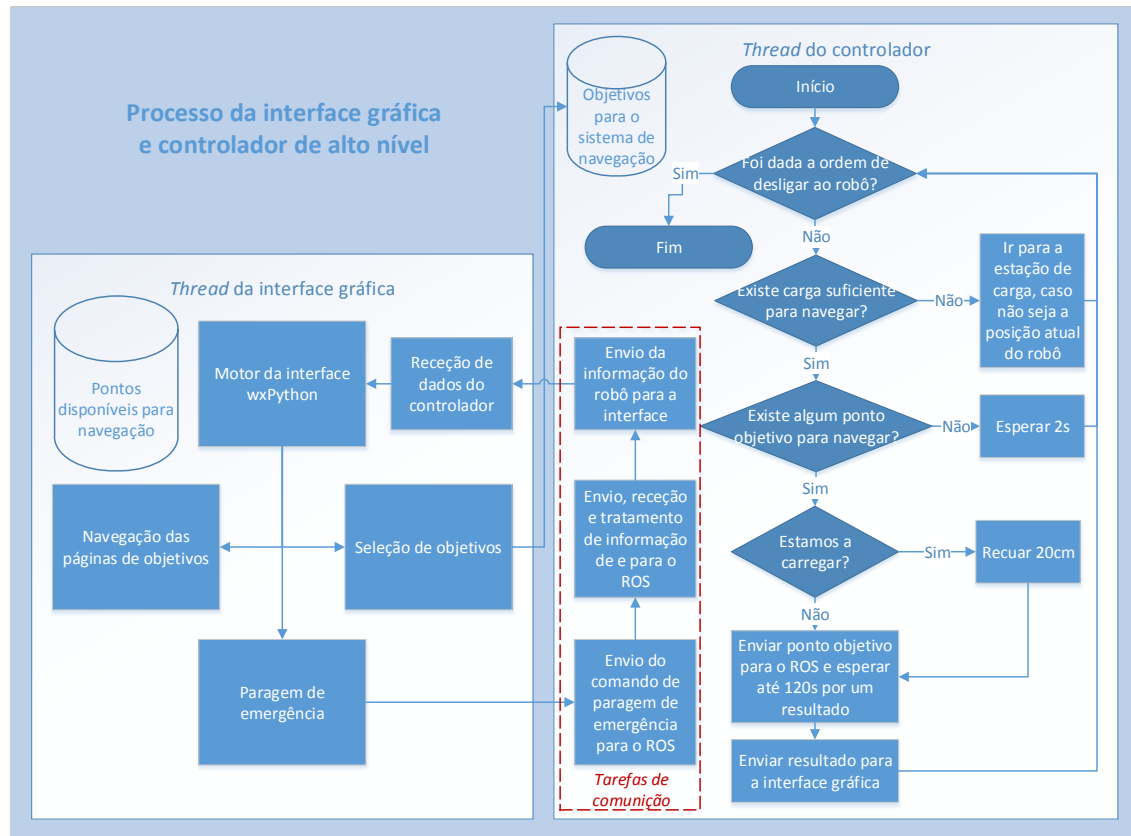 Processo da interface gráfica
e controlador de alto nível
Thread da interface gráfica
Pontos
disponíveis para
navegação
Motor da interface
wxPython
Receção de
dados do
controlador
Navegação das
páginas de objetivos
Seleção de objetivos
Paragem de
emergência
Thread do controlador
Objetivos
para o
sistema de
navegação
Início
Foi dada a ordem de
desligar ao robô?
Sim
Fim
Não
Existe carga suficiente
para navegar?
Não
Ir para a
estação de
carga, caso
não seja a
posição atual
do robô
Sim
Existe algum ponto
objetivo para navegar?
Não
Esperar 2s
Sim
Estamos a
carregar?
Sim
Recuar 20cm
Não
Enviar ponto objetivo
para o ROS e esperar
até 120s por um
resultado
Enviar resultado para
a interface gráfica
Envio da
informação do
robô para a
interface
Envio, receção
e tratamento
de informação
de e para o
ROS
Envio do
comando de
paragem de
emergência
para o ROS
Tarefas de
comunição